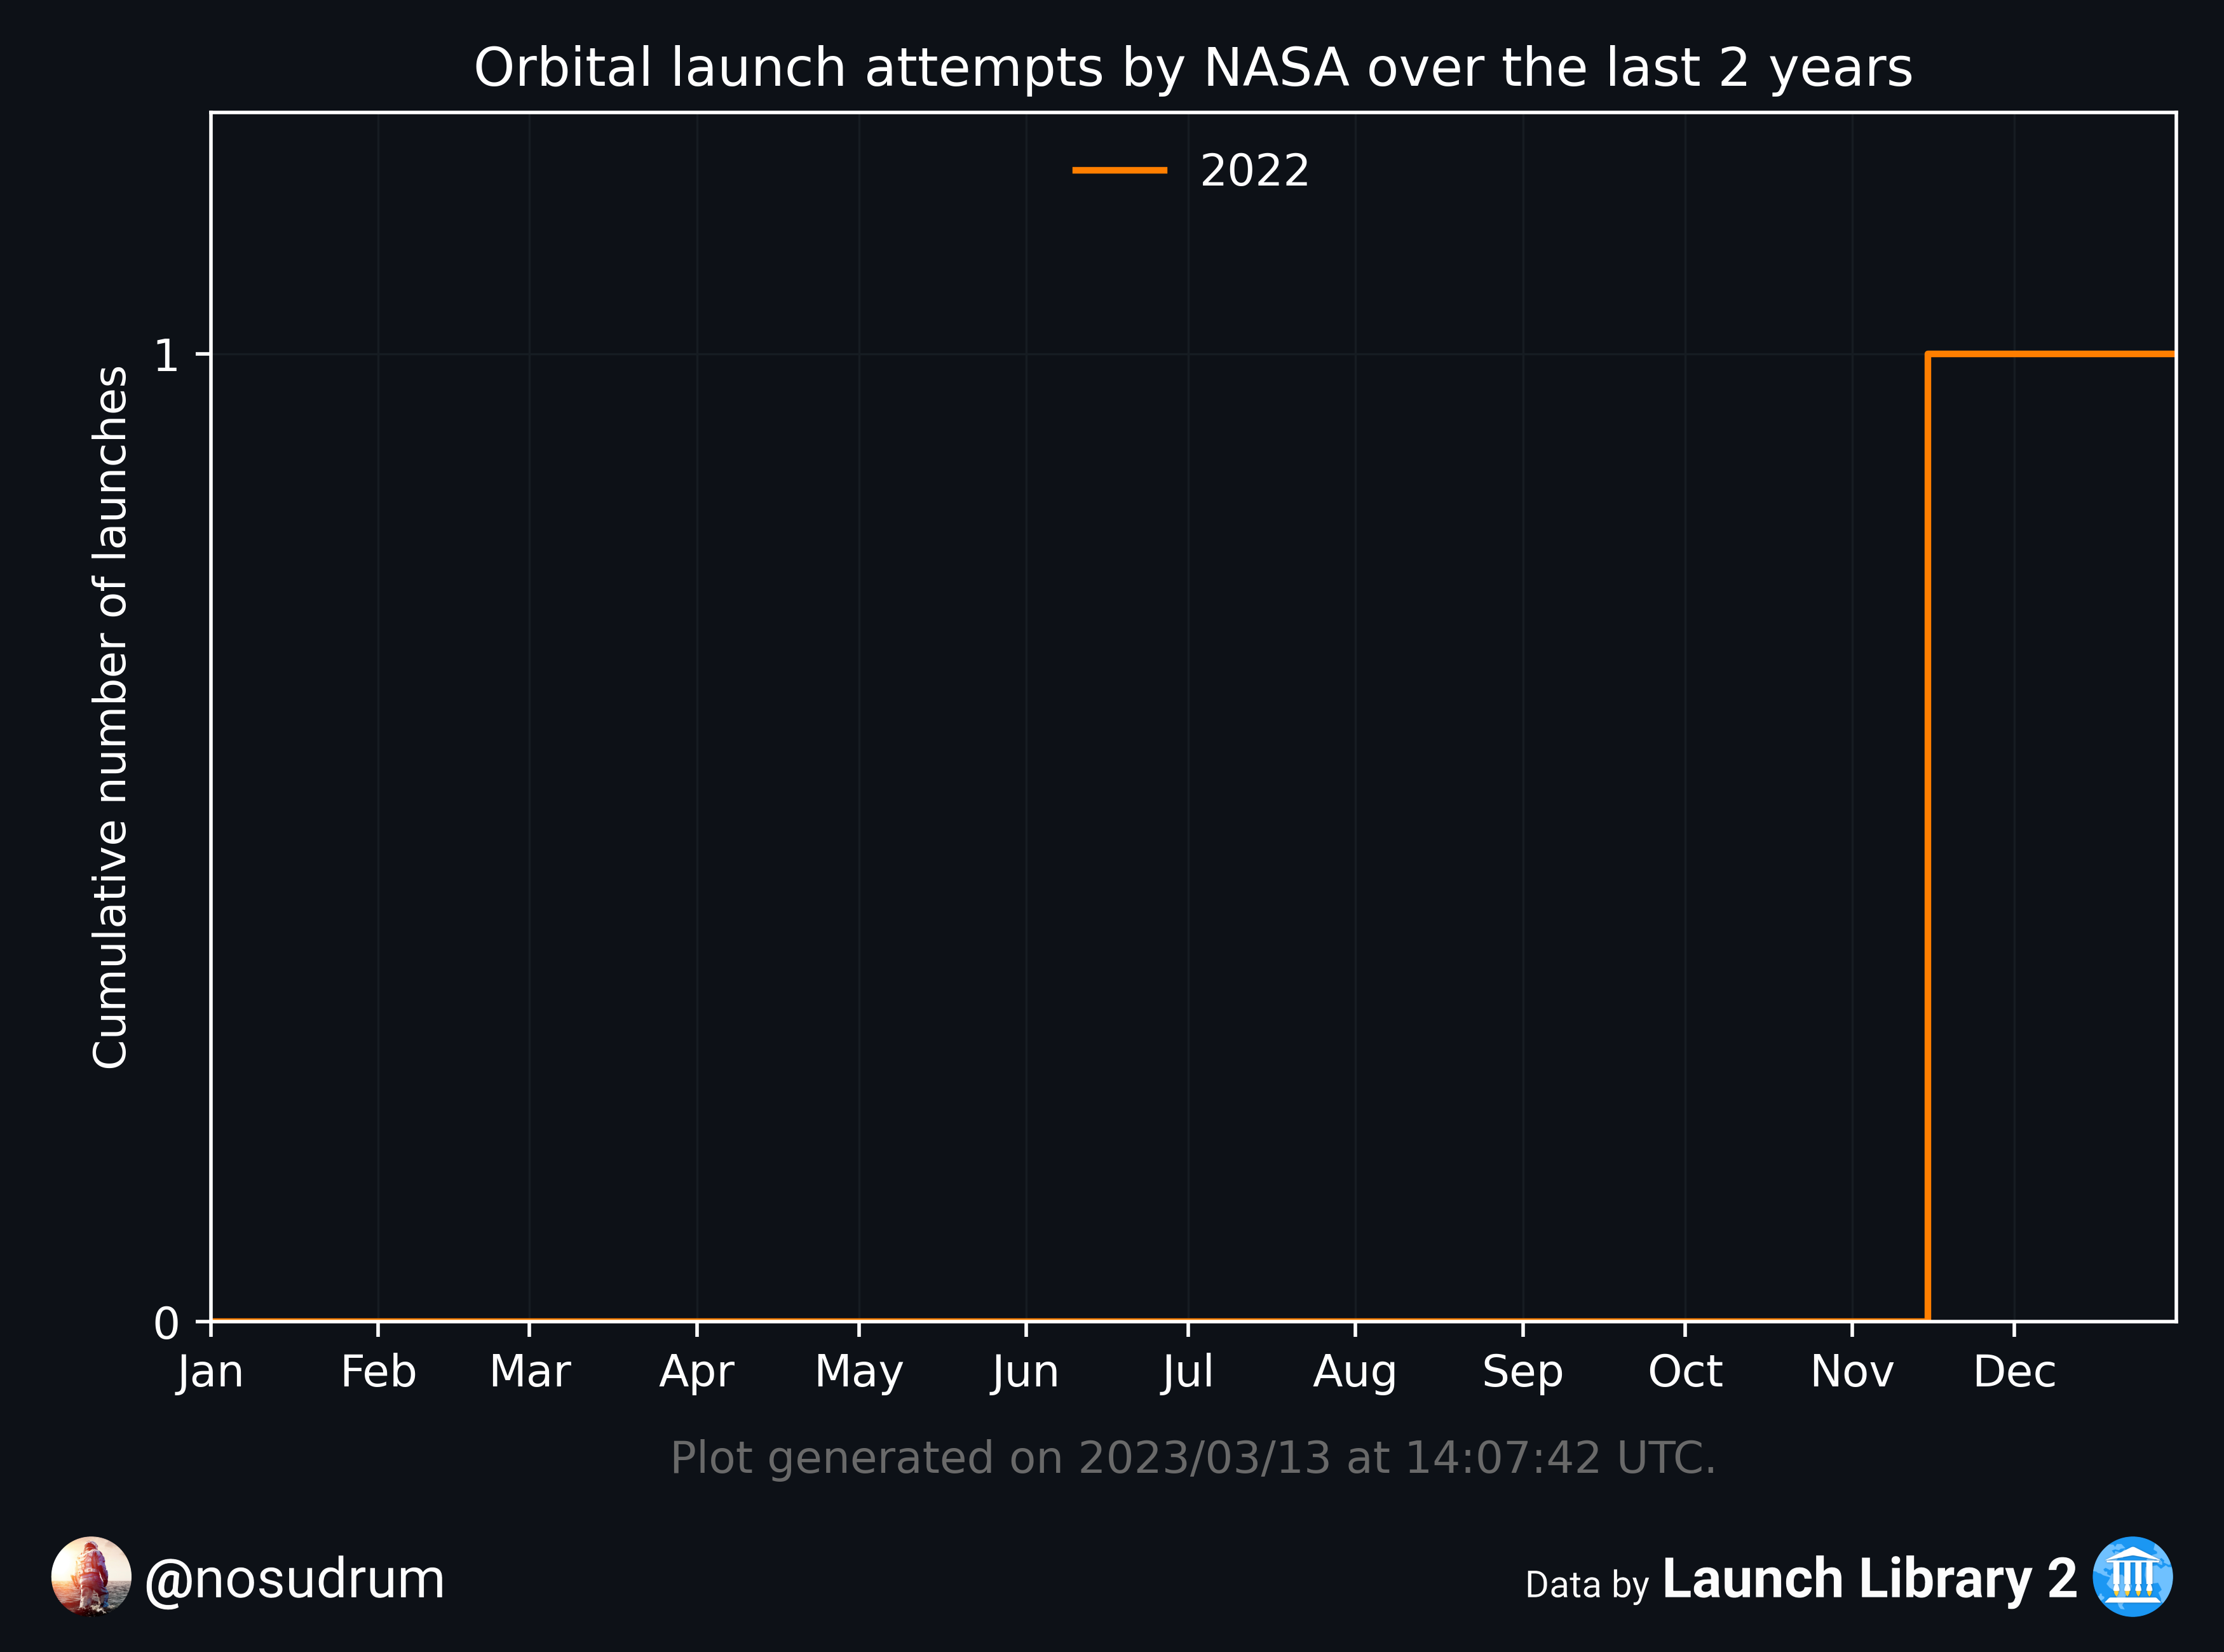 Orbital launch attempts by NASA over the last 2 years
2022
Cumulative number of launches
1
0
Jan Feb Mar Apr May Jun Jul Aug Sep Oct Nov Dec
Plot generated on 2023/03/13 at 14:07:42 UTC.
@nosudrum
Data by Launch Library 2